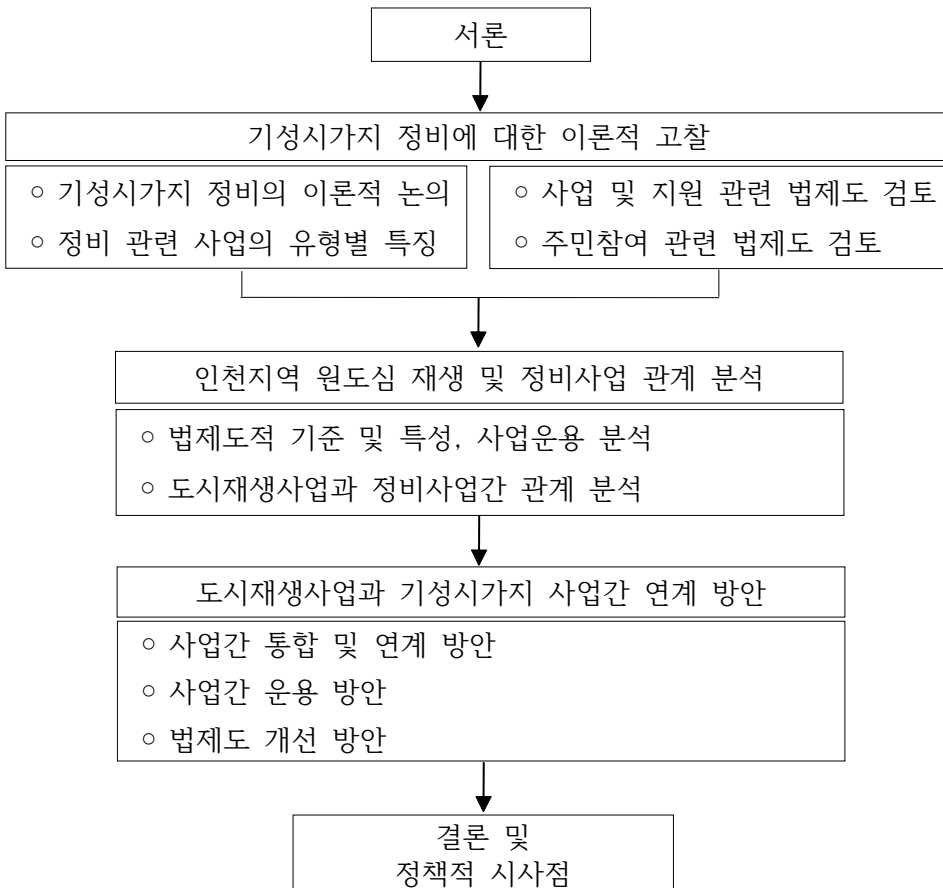 서론
기성시가지 정비에 대한 이론적 고찰
○ 기성시가지 정비의 이론적 논의
○ 정비 관련 사업의 유형별 특징
○ 사업 및 지원 관련 법제도 검토
○ 주민참여 관련 법제도 검토
인천지역 원도심 재생 및 정비사업 관계 분석
○ 법제도적 기준 및 특성, 사업운용 분석
○ 도시재생사업과 정비사업간 관계 분석
도시재생사업과 기성시가지 사업간 연계 방안
○ 사업간 통합 및 연계 방안
○ 사업간 운용 방안
○ 법제도 개선 방안
결론 및
정책적 시사점